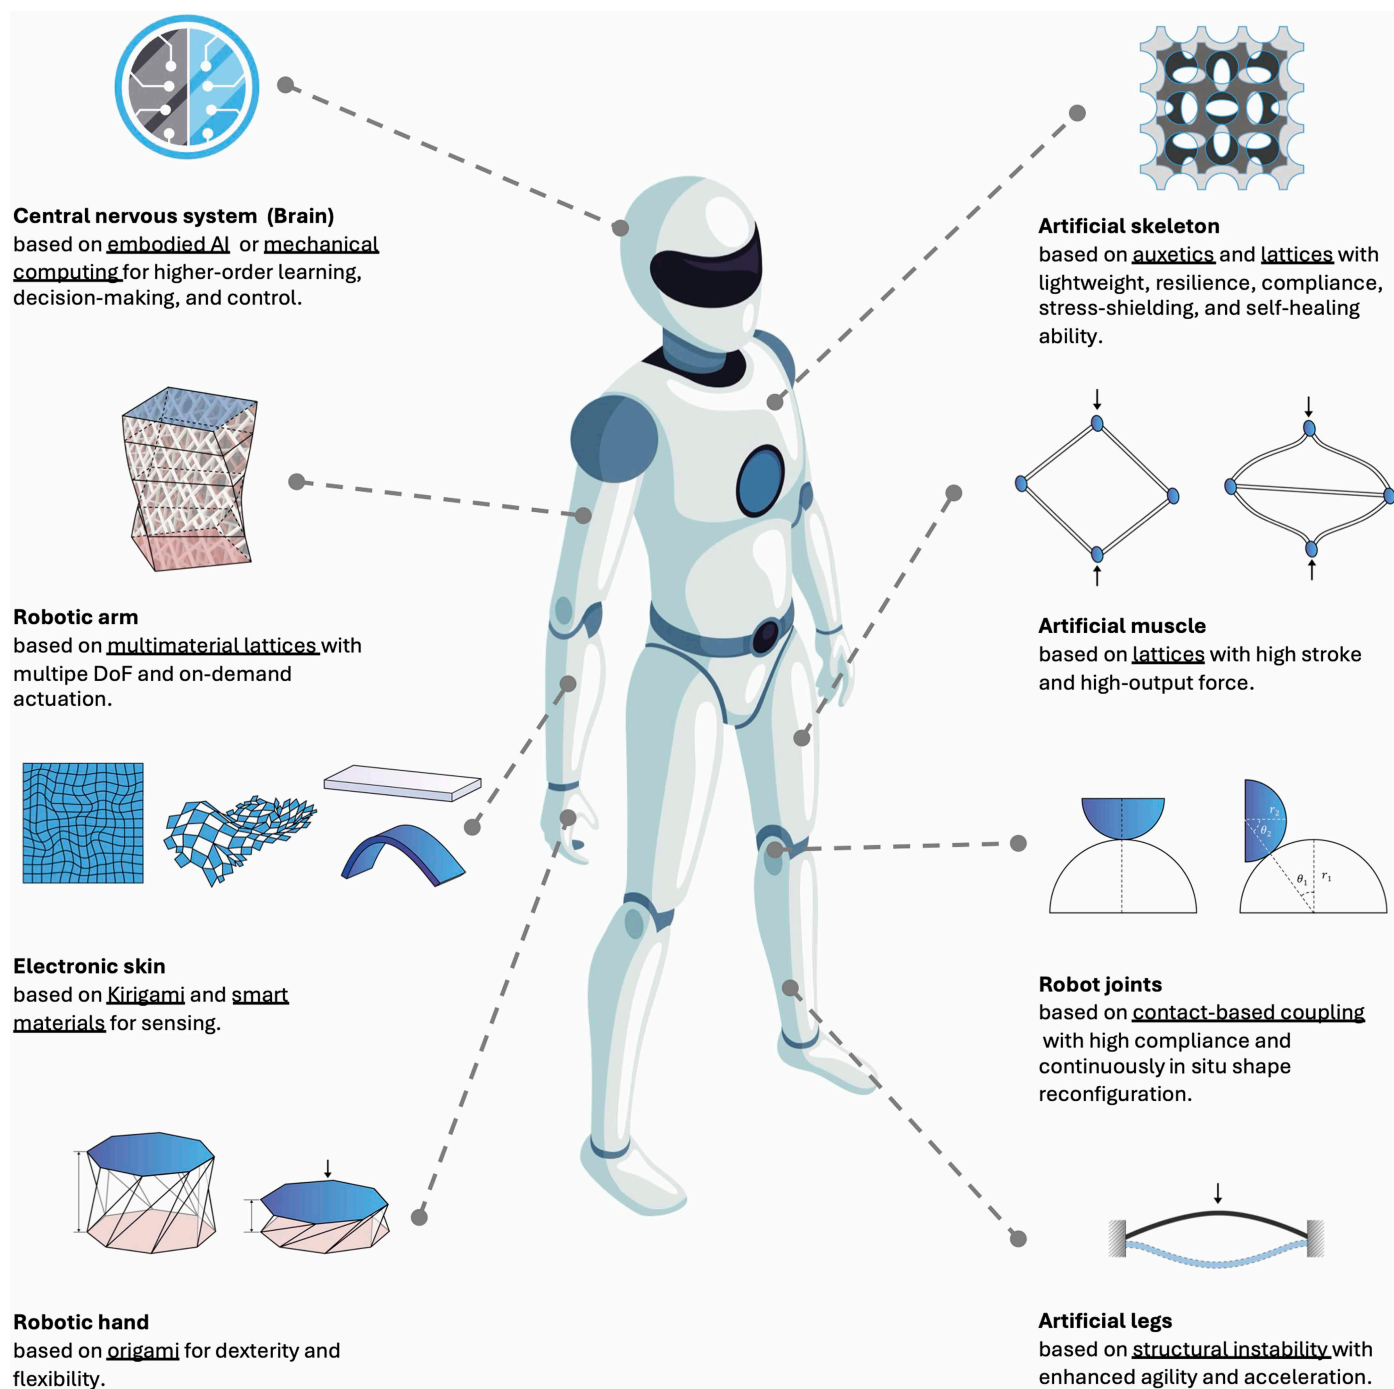 Central nervous system (Brain)
based on embodied AI or mechanical
computing for higher-order learning,
decision-making, and control.
Robotic arm
based on multimaterial lattices with
multipe DoF and on-demand
actuation.
Electronic skin
based on Kirigami and smart
materials for sensing.
Robotic hand
based on origami for dexterity and
flexibility.
Artificial skeleton
based on auxetics and lattices with
lightweight, resilience, compliance,
stress-shielding, and self-healing
ability.
Artificial muscle
based on lattices with high stroke
and high-output force.
r₂
θ₂
θ₁
r₁
Robot joints
based on contact-based coupling
with high compliance and
continuously in situ shape
reconfiguration.
Artificial legs
based on structural instability with
enhanced agility and acceleration.